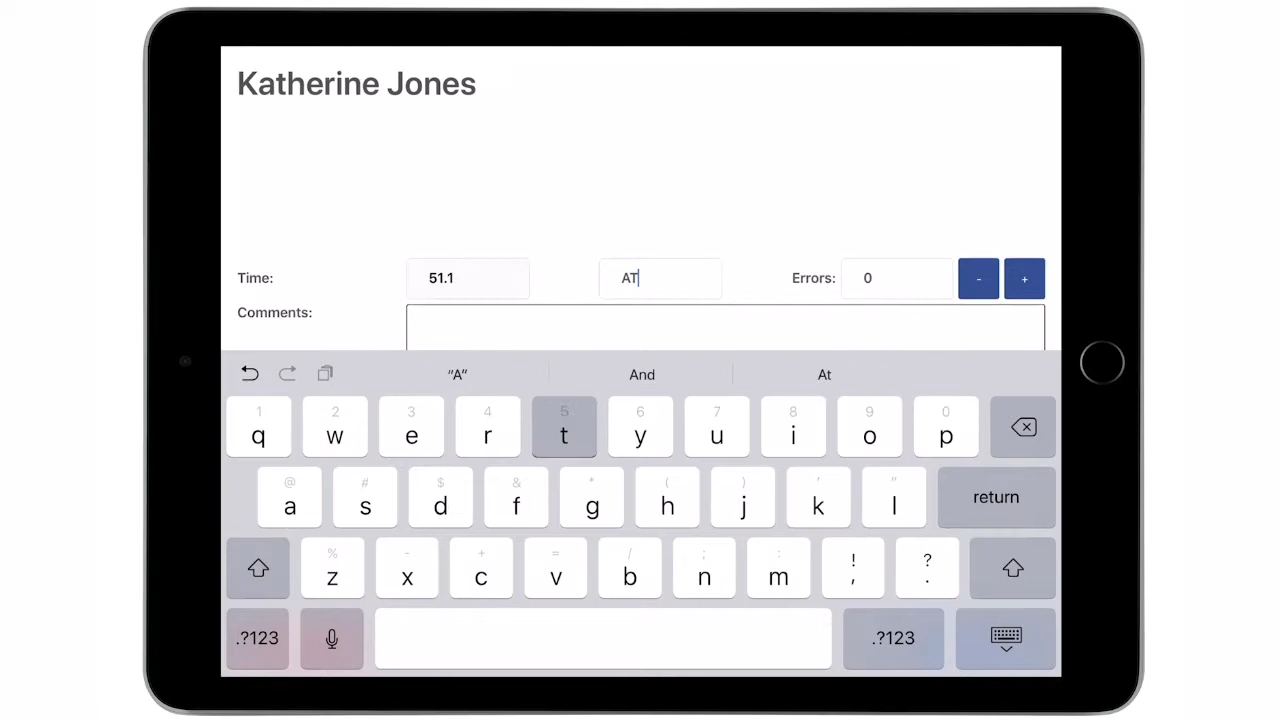 Katherine Jones
Time: 51.1 AT Errors: 0 - +
Comments:
“A” And At
1 2 3 4 5 6 7 8 9 0
q w e r t y u i o p
@ # $ & * ( ) ' "
a s d f g h j k l return
% - + = / ; : ! ?
z x c v b n m , .
.?123 .?123